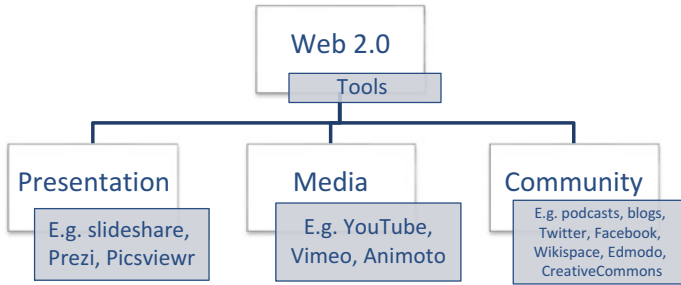 Web 2.0
Tools
Presentation
E.g. slideshare,
Prezi, Picsviewr
Media
E.g. YouTube,
Vimeo, Animoto
Community
E.g. podcasts, blogs,
Twitter, Facebook,
Wikispace, Edmodo,
CreativeCommons